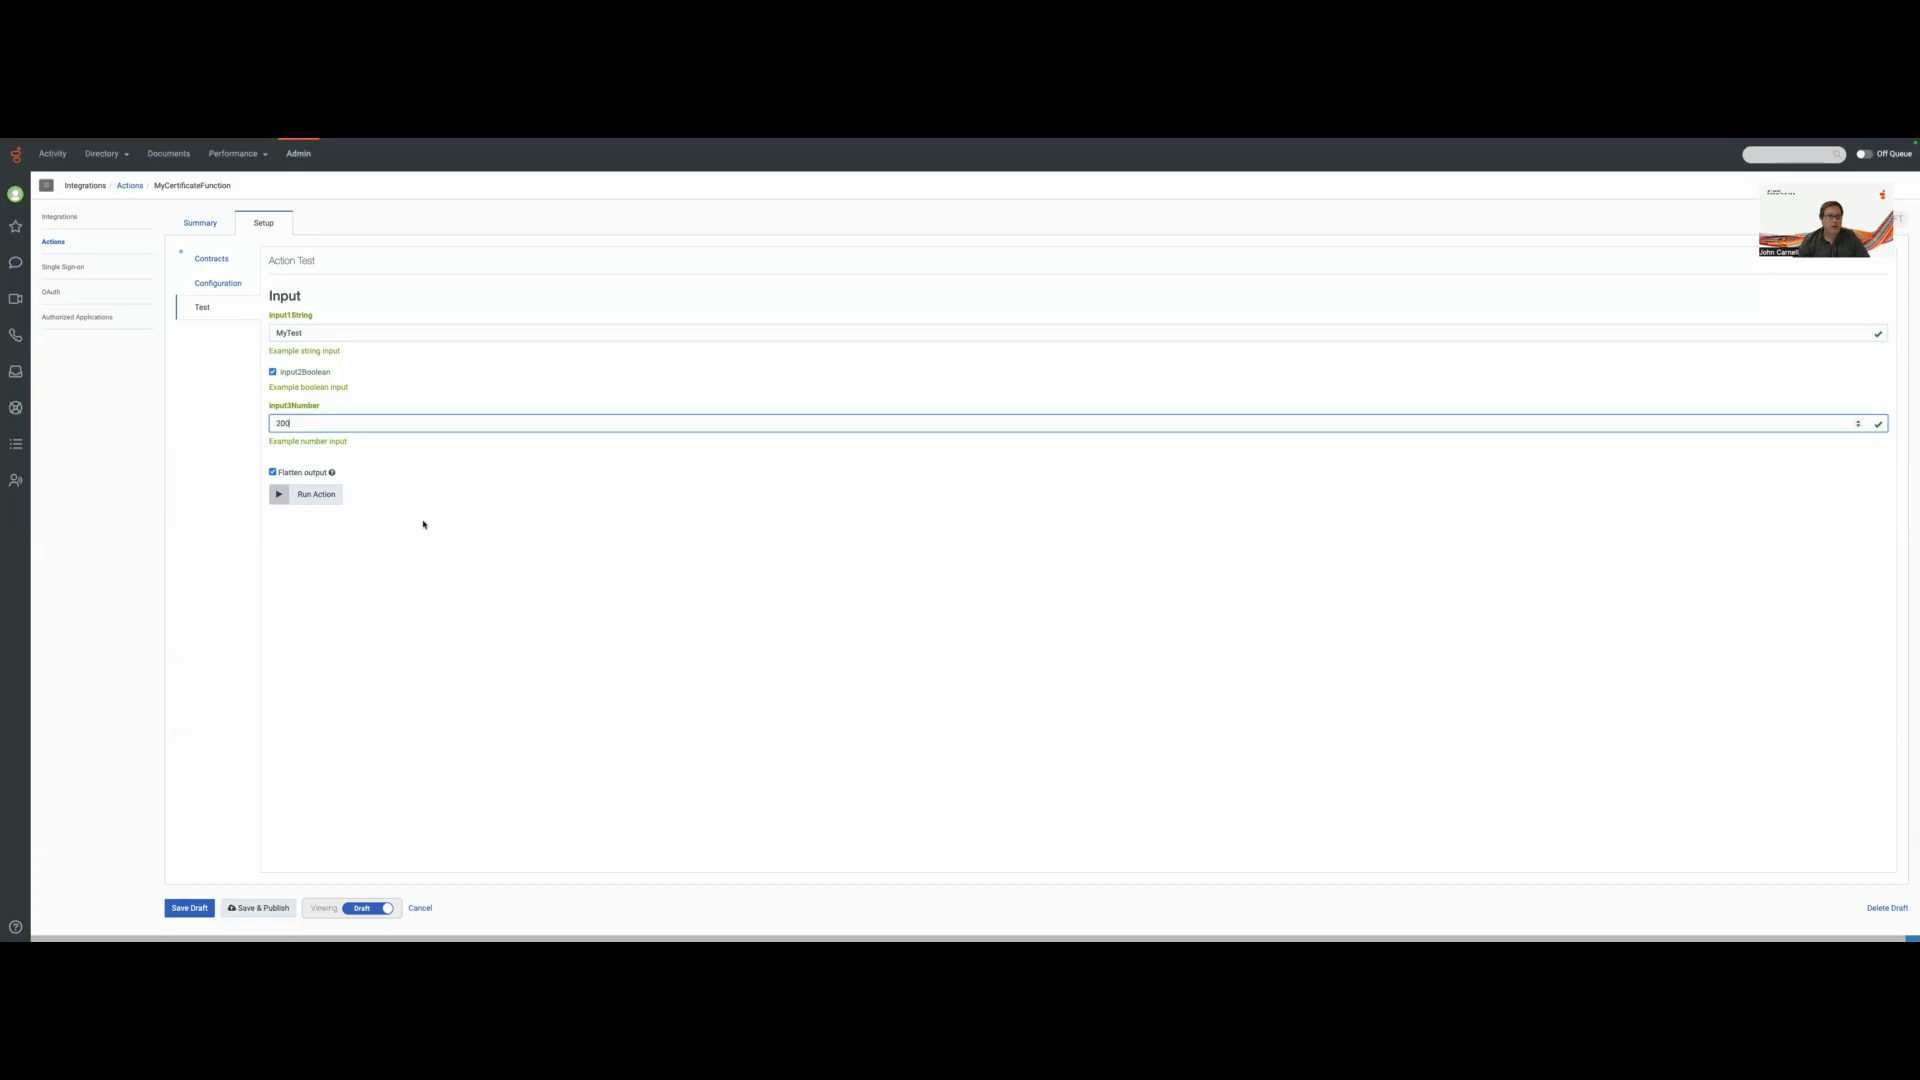 Activity Directory Documents Performance Admin Off Queue
Integrations / Actions / MyCertificateFunction
Integrations
Actions
Single Sign-on
OAuth
Authorized Applications
Summary Setup
John Carnell
Contracts
Configuration
Test
Action Test
Input
input1String
MyTest
Example string input
input2Boolean
Example boolean input
input3Number
200
Example number input
Flatten output
Run Action
Save Draft Save & Publish Viewing Draft Cancel Delete Draft